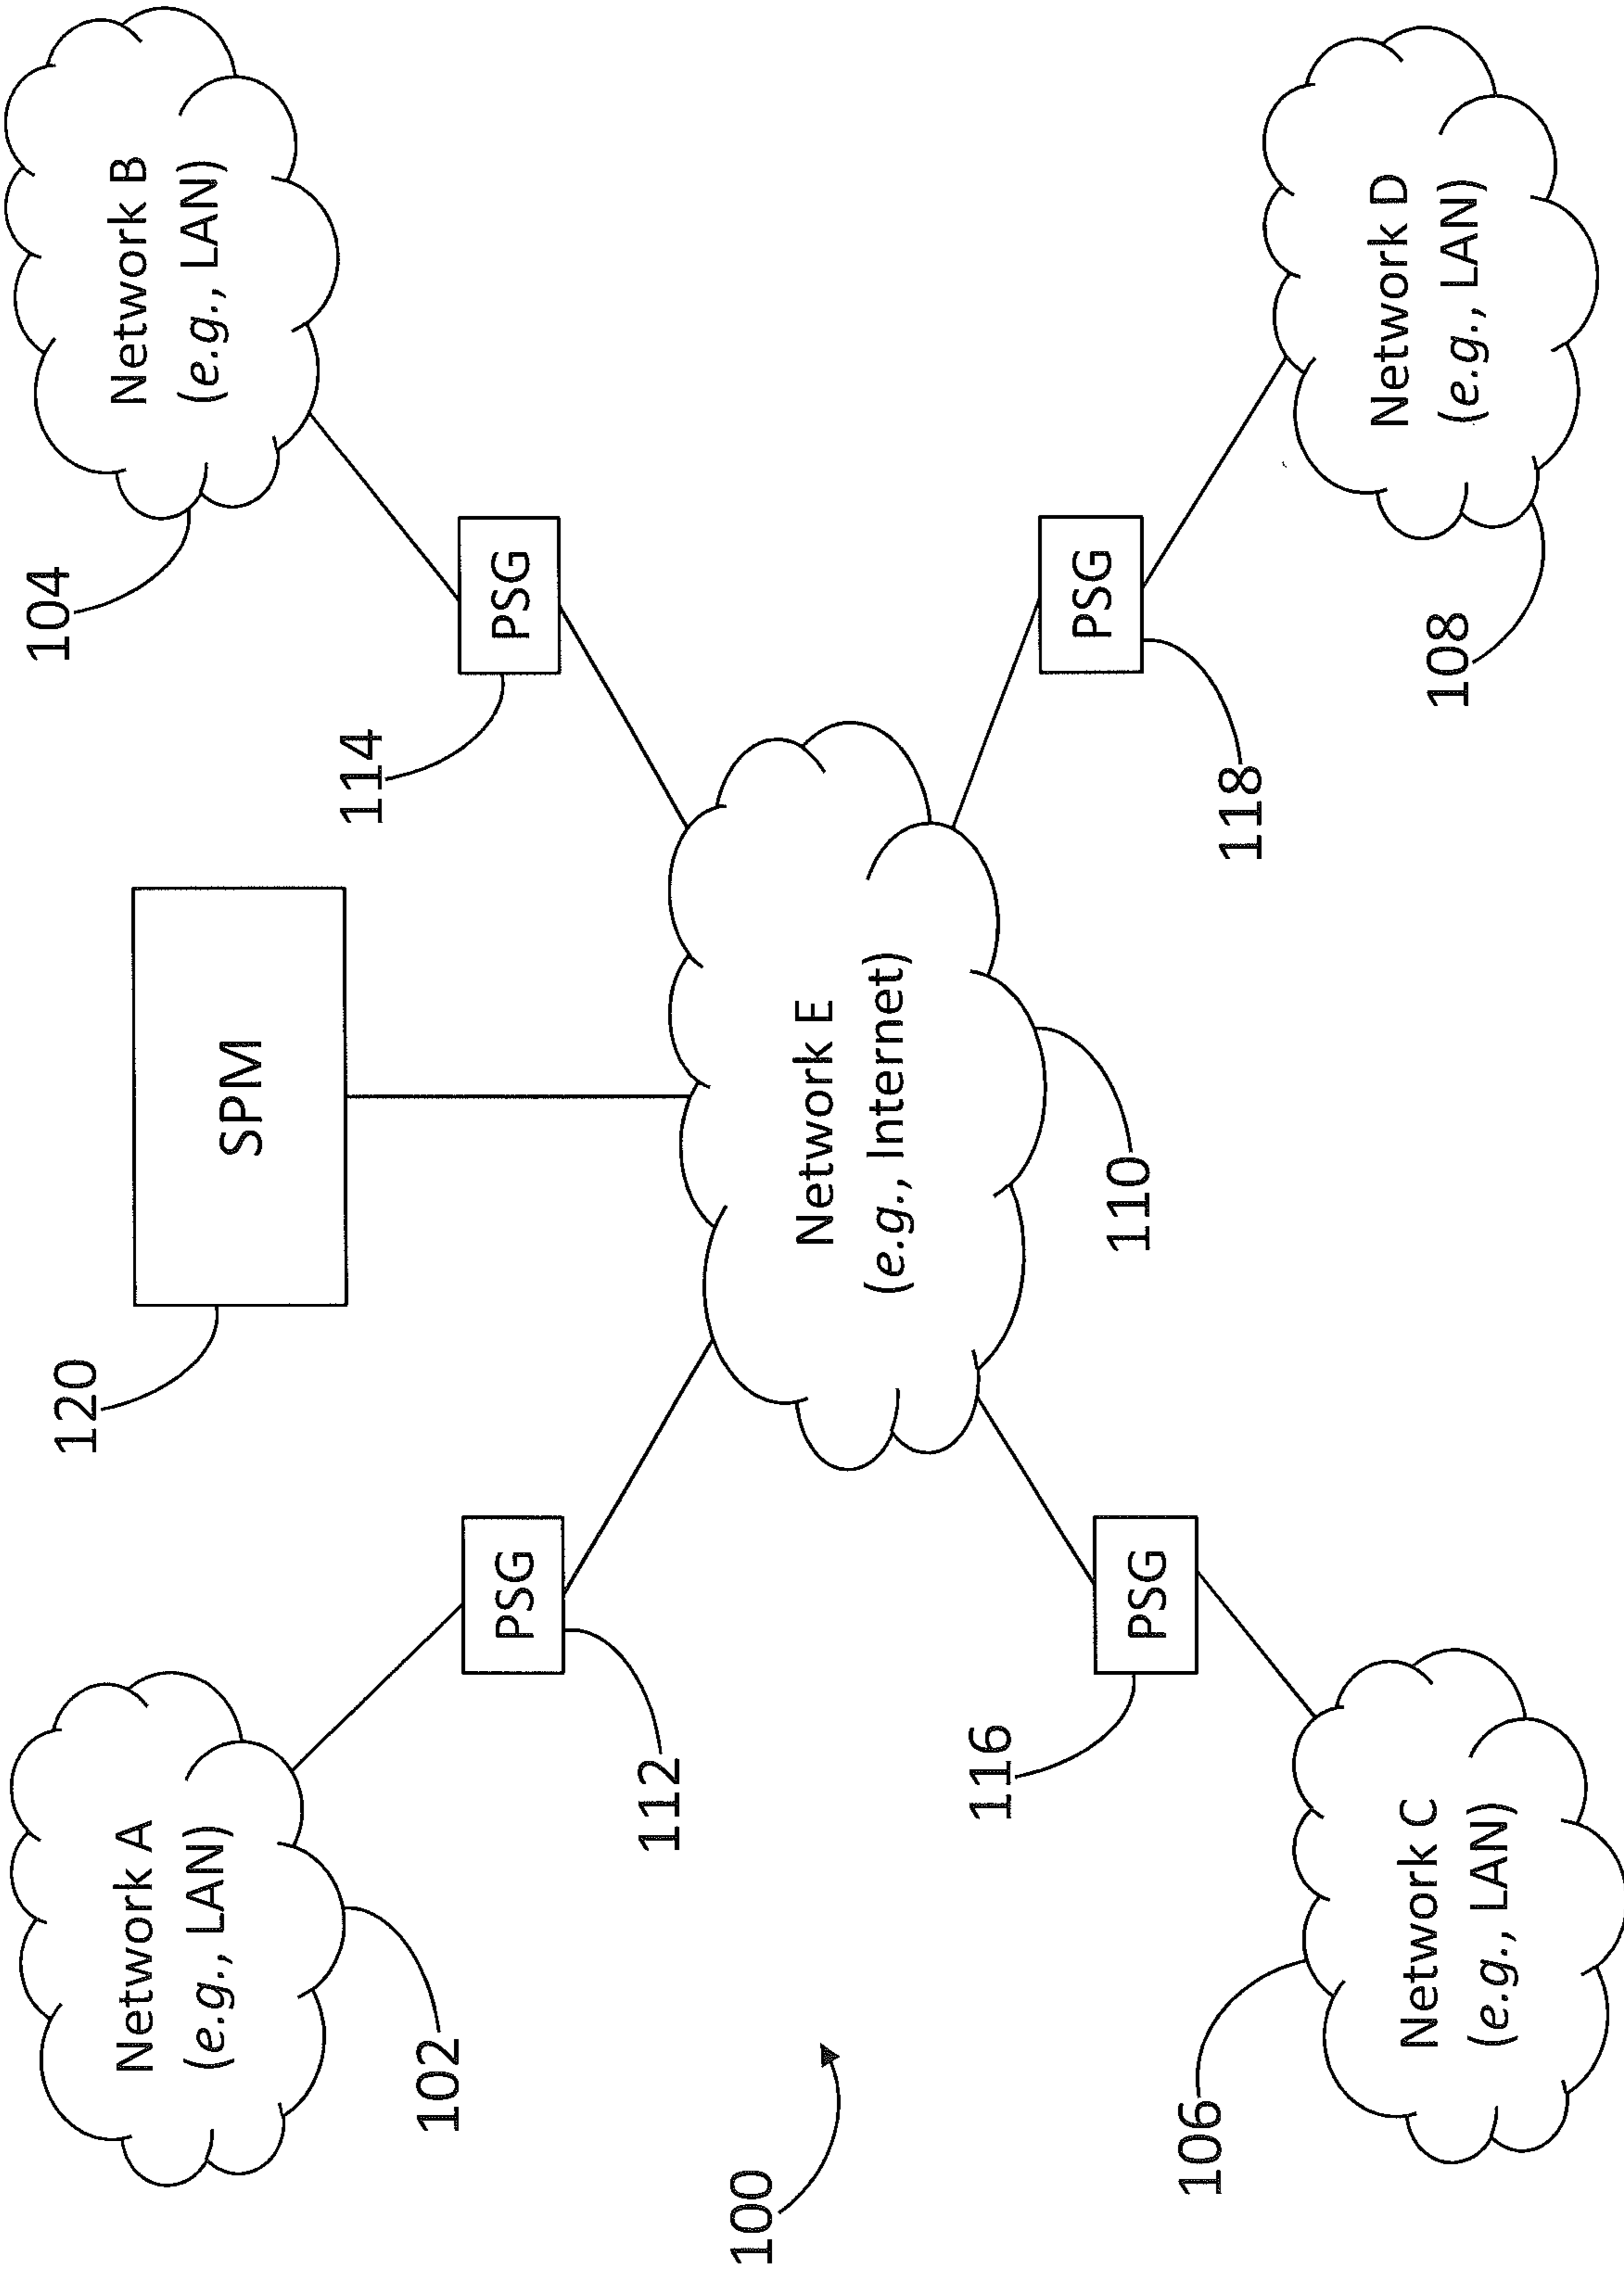 Network A
(e.g., LAN)
102
120
SPM
104
Network B
(e.g., LAN)
112
PSG
114
PSG
100
Network E
(e.g., Internet)
110
116
PSG
118
PSG
106
Network C
(e.g., LAN)
108
Network D
(e.g., LAN)